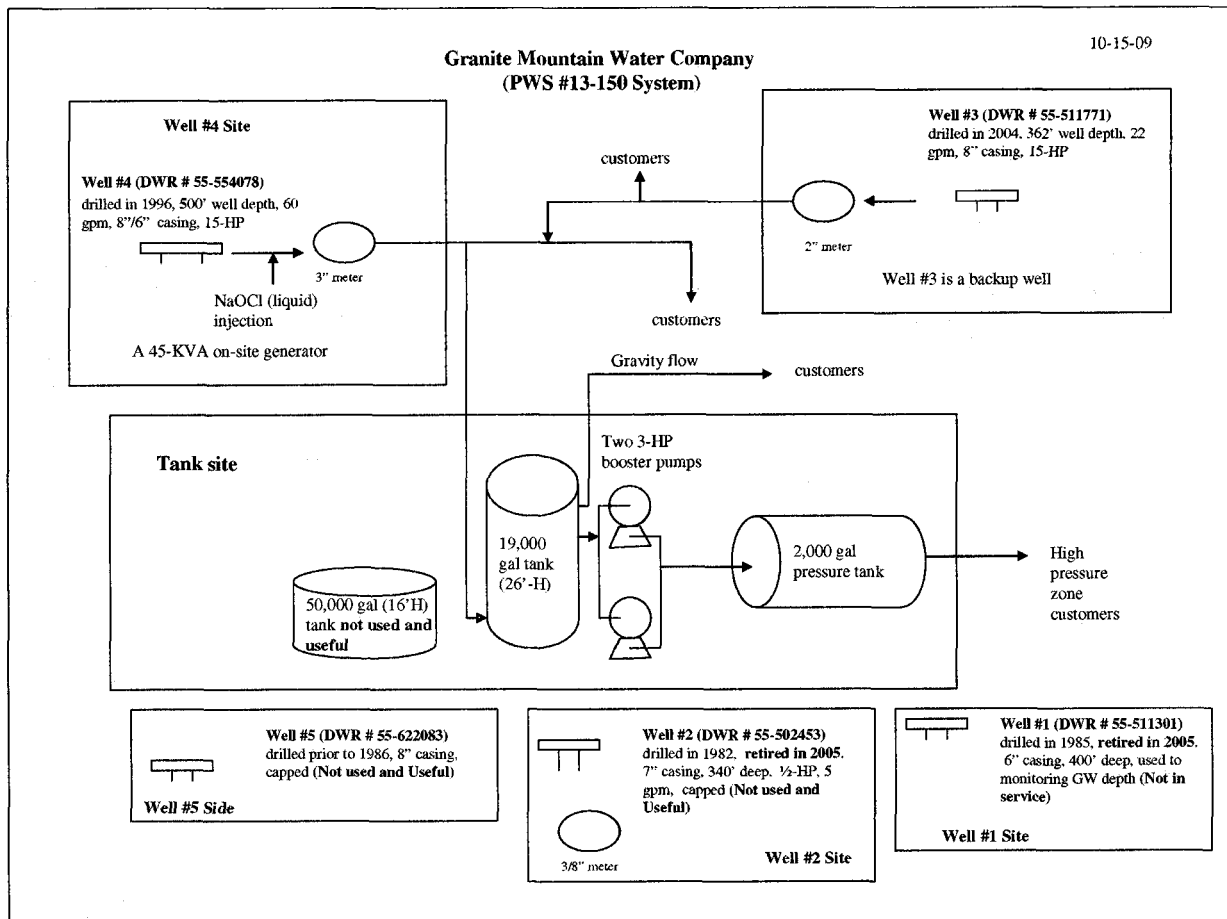 10-15-09
Granite Mountain Water Company
(PWS #13-150 System)
Well #4 Site
Well #4 (DWR # 55-554078)
drilled in 1996, 500' well depth, 60
gpm, 8"/6" casing, 15-HP
3" meter
NaOCl (liquid)
injection
A 45-KVA on-site generator
customers
Well #3 (DWR # 55-511771)
drilled in 2004. 362' well depth. 22
gpm, 8" casing, 15-HP
2" meter
Well #3 is a backup well
customers
Gravity flow
customers
Tank site
Two 3-HP
booster pumps
19,000
gal tank
(26'-H)
50,000 gal (16'H)
tank not used and
useful
2,000 gal
pressure tank
High
pressure
zone
customers
Well #5 (DWR # 55-622083)
drilled prior to 1986, 8" casing,
capped (Not used and Useful)
Well #5 Side
Well #2 (DWR # 55-502453)
drilled in 1982, retired in 2005.
7" casing, 340' deep. ½-HP, 5
gpm, capped (Not used and
Useful)
3/8" meter
Well #2 Site
Well #1 (DWR # 55-511301)
drilled in 1985, retired in 2005.
6" casing, 400' deep, used to
monitoring GW depth (Not in
service)
Well #1 Site